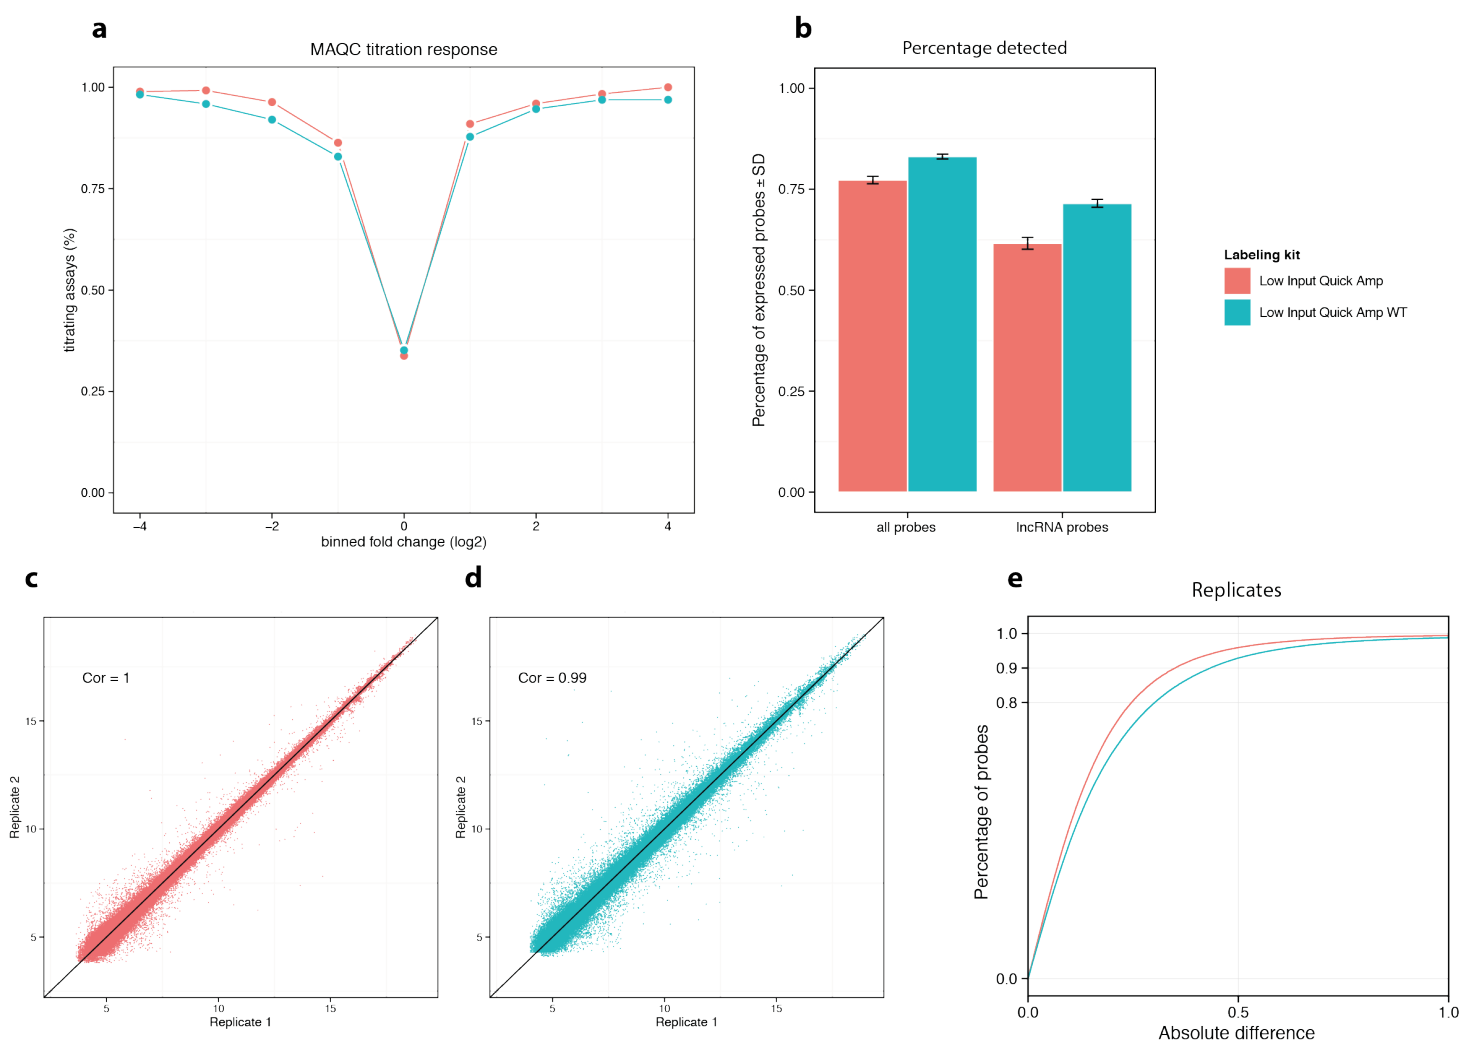 a
MAQC titration response
1.00
0.75
0.50
0.25
0.00
titrating assays (%)
−4
−2
0
2
4
binned fold change (log2)
b
Percentage detected
1.00
0.75
0.50
0.25
0.00
Percentage of expressed probes ± SD
all probes
lncRNA probes
Labeling kit
Low Input Quick Amp
Low Input Quick Amp WT
c
Cor = 1
15
10
5
Replicate 2
5
10
15
Replicate 1
d
Cor = 0.99
15
10
5
Replicate 2
5
10
15
Replicate 1
e
Replicates
1.0
0.9
0.8
0.0
Percentage of probes
0.0
0.5
1.0
Absolute difference